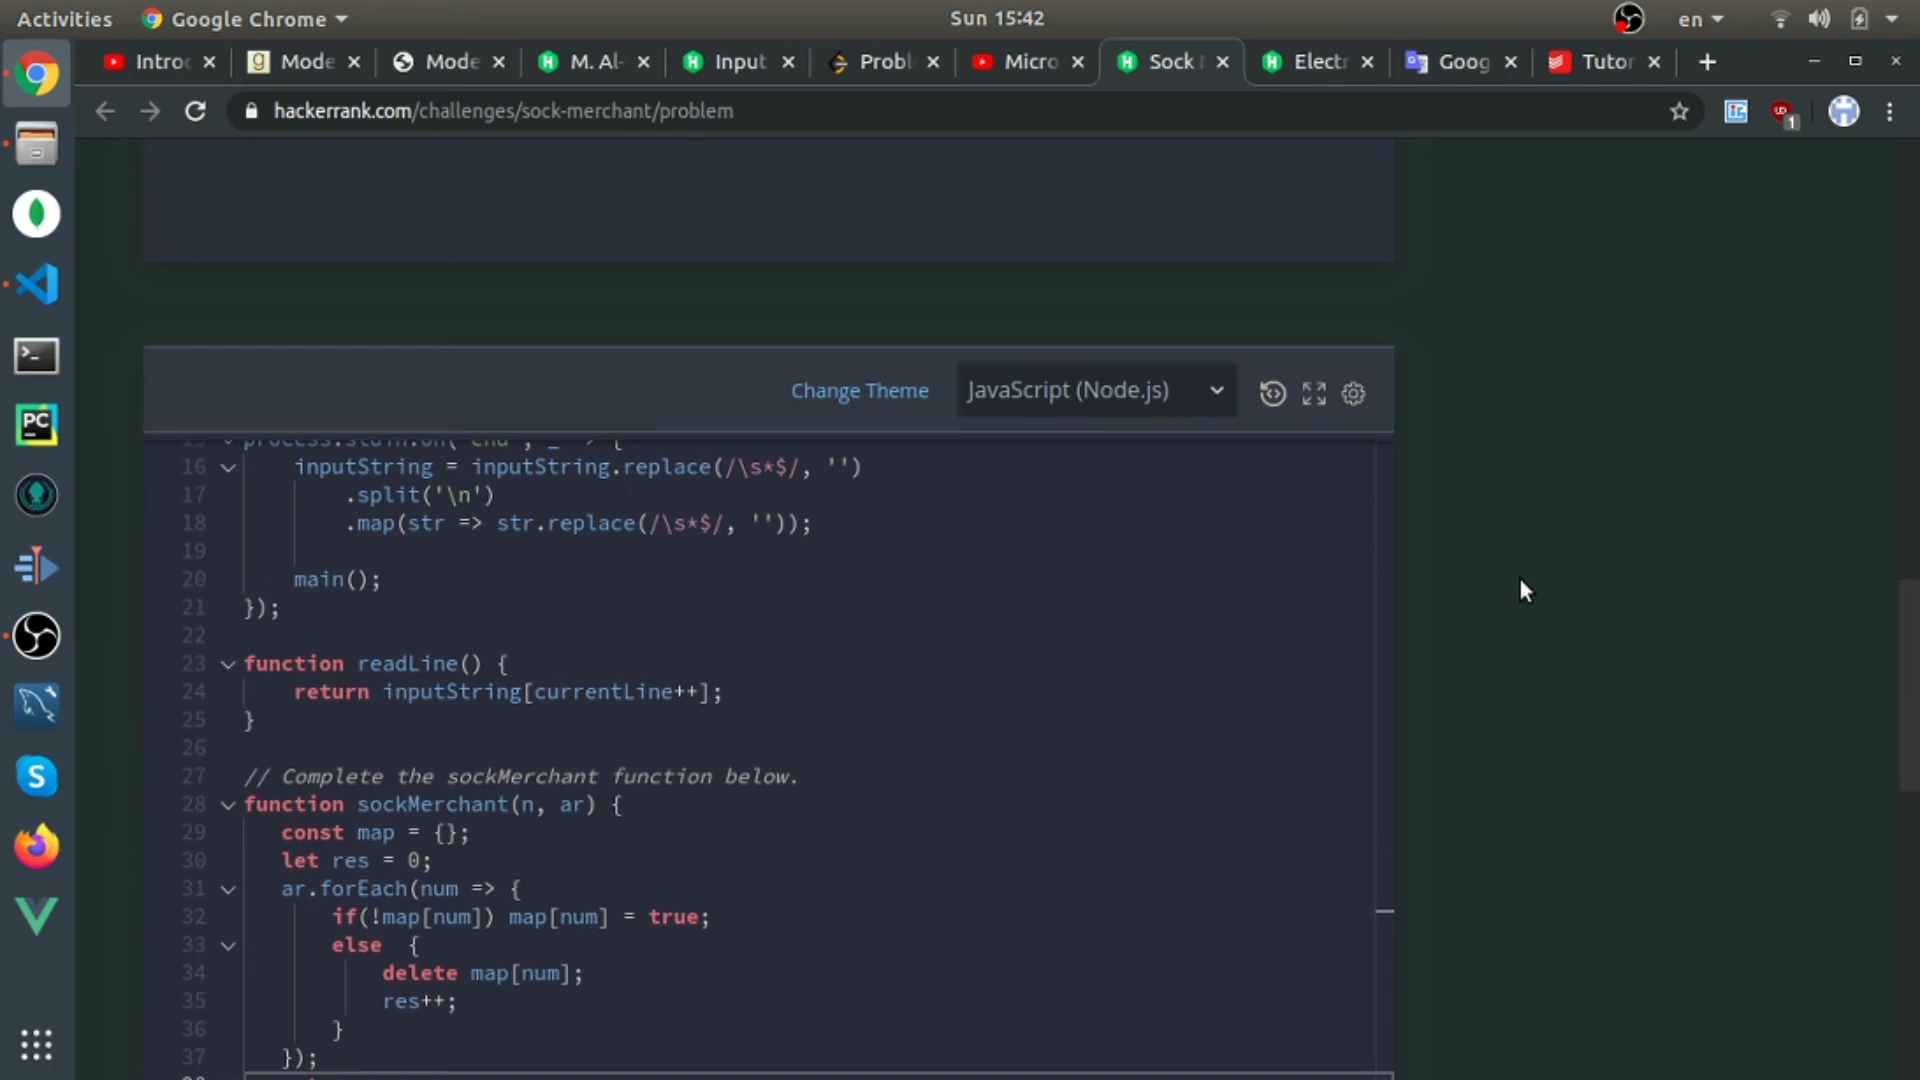 Activities Google Chrome Sun 15:42 en
Intro Mode Mode M. Al- Input Probl Micro Sock Electr Goog Tutor
hackerrank.com/challenges/sock-merchant/problem
1
Change Theme JavaScript (Node.js)
16 inputString = inputString.replace(/\s*$/, '')
17 .split('\n')
18 .map(str => str.replace(/\s*$/, ''));
19
20 main();
21 });
22
23 function readLine() {
24 return inputString[currentLine++];
25 }
26
27 // Complete the sockMerchant function below.
28 function sockMerchant(n, ar) {
29 const map = {};
30 let res = 0;
31 ar.forEach(num => {
32 if(!map[num]) map[num] = true;
33 else {
34 delete map[num];
35 res++;
36 }
37 });